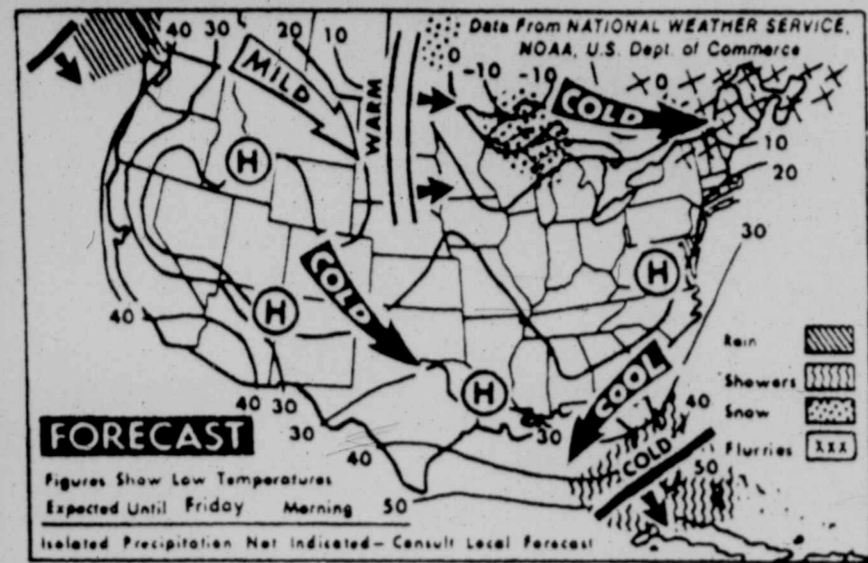 Data From NATIONAL WEATHER SERVICE,
NOAA, U.S. Dept. of Commerce
40 30 20 10
0 -10 -10 0
MILD
WARM
COLD
10
20
30
H
H
H
H
COLD
40
COOL
40 30
30
30
40
40
COLD
50
50
Rain
Showers
Snow
Flurries
XXX
FORECAST
Figures Show Low Temperatures
Expected Until Friday Morning
Isolated Precipitation Not Indicated – Consult Local Forecast